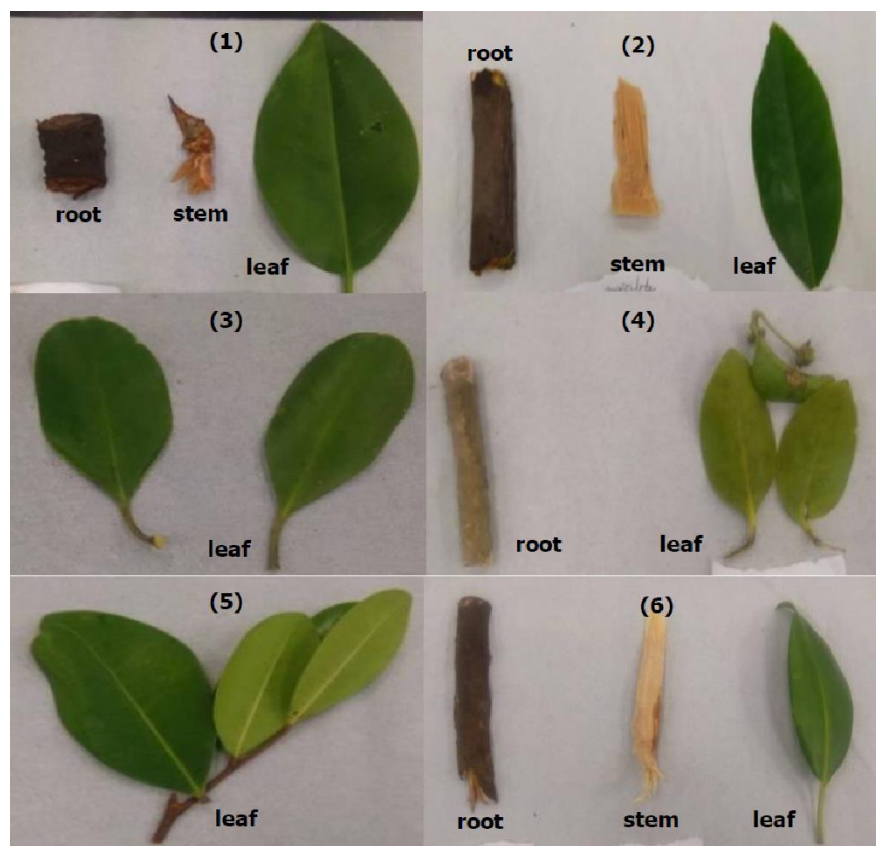 (1)
root
stem
leaf
(2)
root
stem
leaf
(3)
leaf
(4)
root
leaf
(5)
leaf
(6)
root
stem
leaf